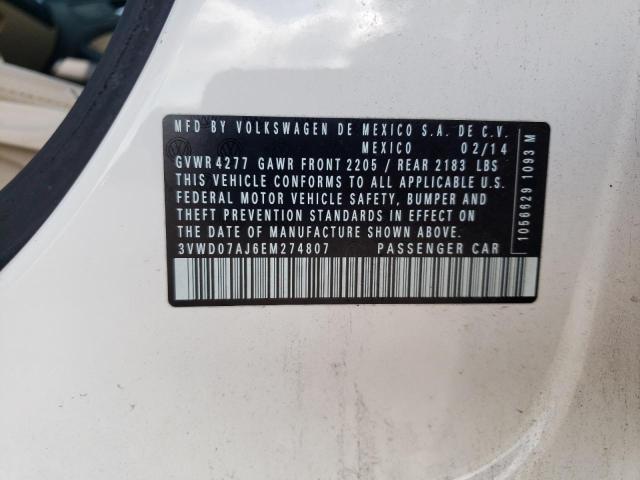 MFD BY VOLKSWAGEN DE MEXICO S.A. DE C.V.
MEXICO 02/14
GVWR 4277 GAWR FRONT 2205 / REAR 2183 LBS
THIS VEHICLE CONFORMS TO ALL APPLICABLE U.S.
FEDERAL MOTOR VEHICLE SAFETY, BUMPER AND
THEFT PREVENTION STANDARDS IN EFFECT ON
THE DATE OF MANUFACTURE SHOWN ABOVE.
3VWD07AJ6EM274807 PASSENGER CAR
1056629 1093 M